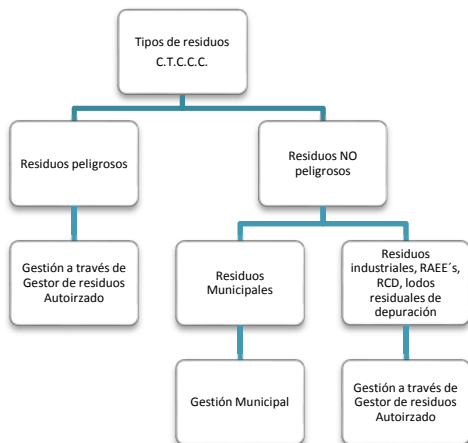 Tipos de residuos
C.T.C.C.C.
Residuos peligrosos
Residuos NO
peligrosos
Gestión a través de
Gestor de residuos
Autoirzado
Residuos
Municipales
Residuos
industriales, RAEE´s,
RCD, lodos
residuales de
depuración
Gestión Municipal
Gestión a través de
Gestor de residuos
Autoirzado